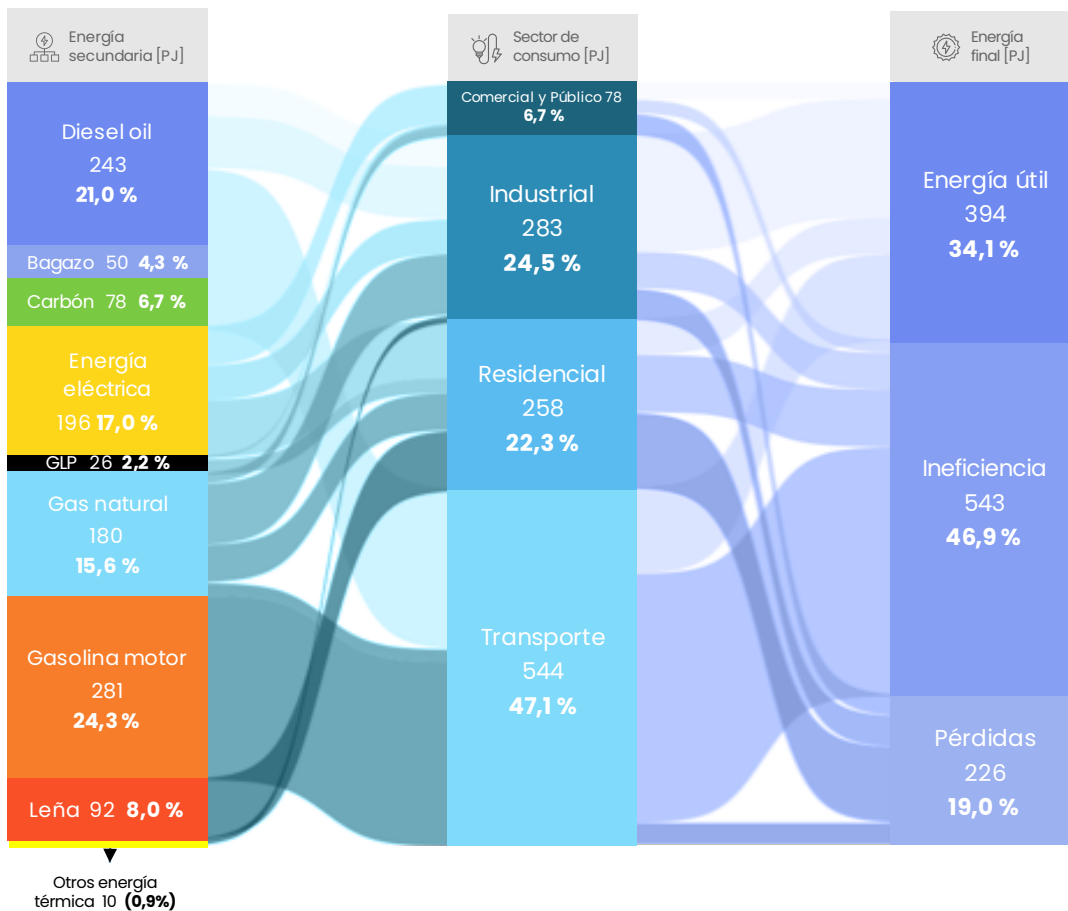 Energía
secundaria [PJ]
Diesel oil
243
21,0 %
Bagazo 50 4,3 %
Carbón 78 6,7 %
Energía
eléctrica
196 17,0 %
GLP 26 2,2 %
Gas natural
180
15,6 %
Gasolina motor
281
24,3 %
Leña 92 8,0 %
Otros energía
térmica 10 (0,9%)
Sector de
consumo [PJ]
Comercial y Público 78
6,7 %
Industrial
283
24,5 %
Residencial
258
22,3 %
Transporte
544
47,1 %
Energía
final [PJ]
Energía útil
394
34,1 %
Ineficiencia
543
46,9 %
Pérdidas
226
19,0 %